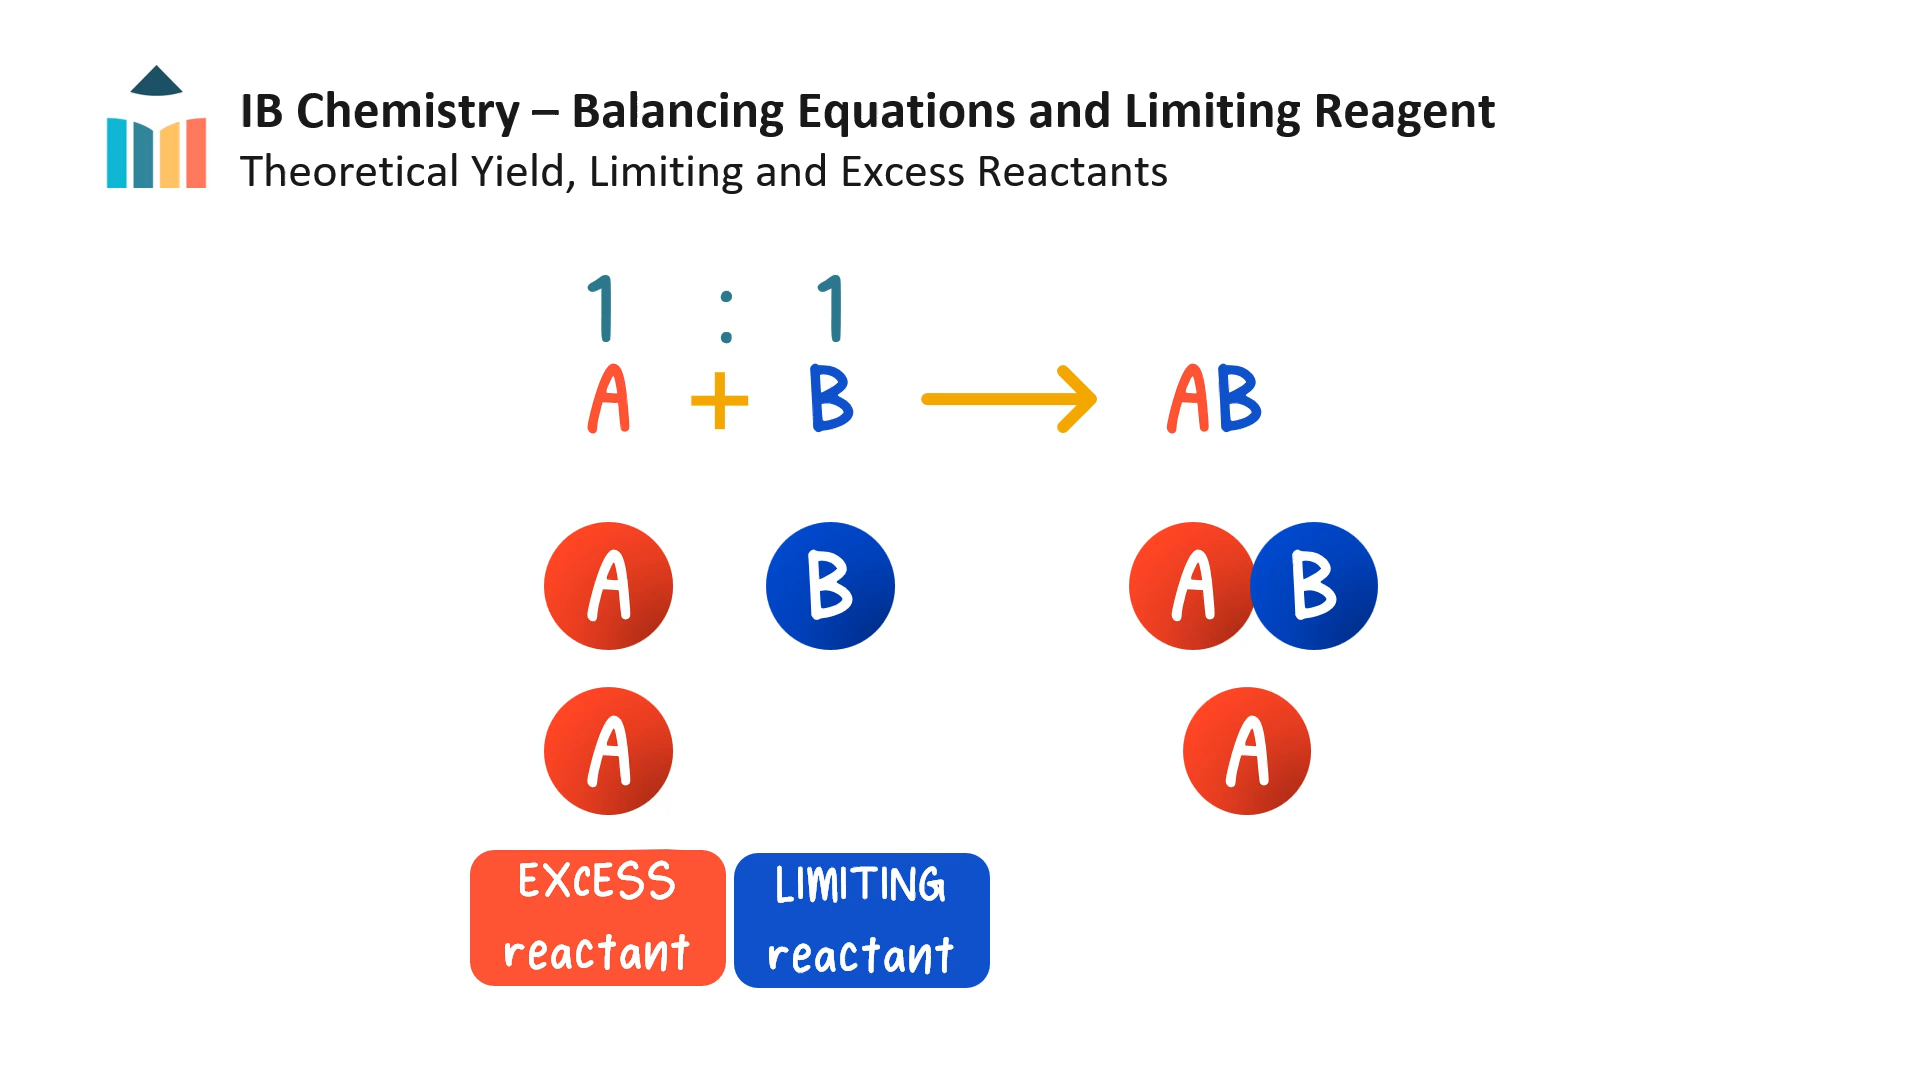 IB Chemistry – Balancing Equations and Limiting Reagent
Theoretical Yield, Limiting and Excess Reactants
1 : 1
A + B → AB
A B A B
A A
EXCESS
reactant
LIMITING
reactant